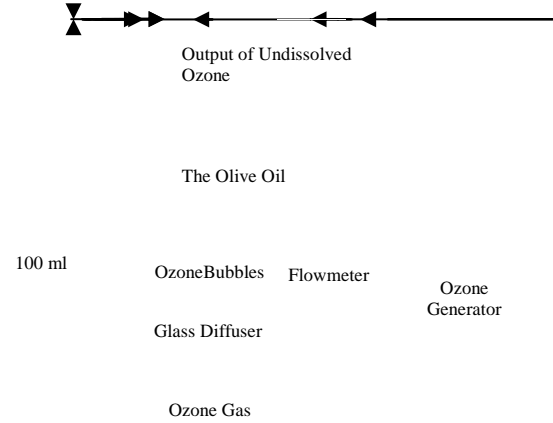 Output of Undissolved
Ozone
The Olive Oil
100 ml
OzoneBubbles
Flowmeter
Ozone
Generator
Glass Diffuser
Ozone Gas